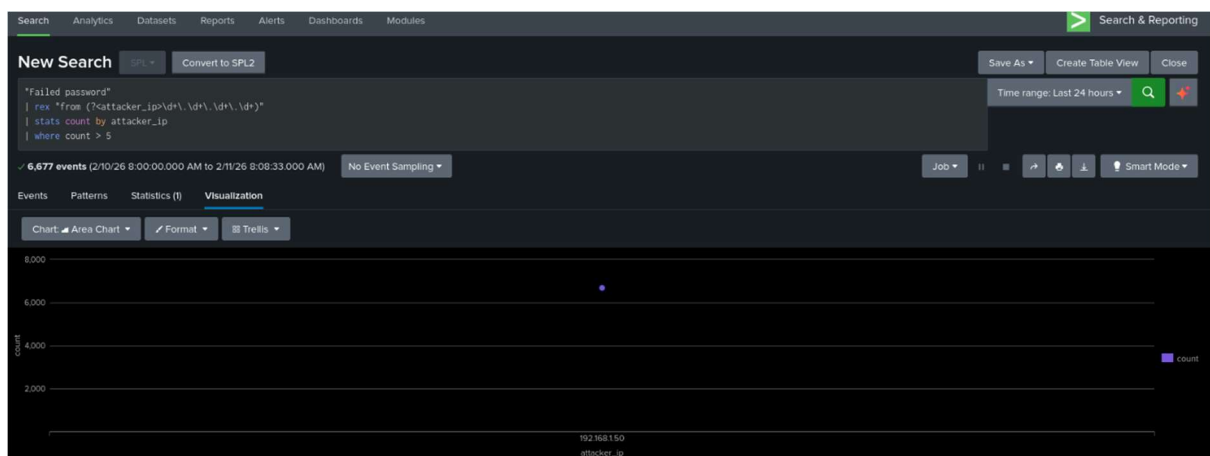 Search Analytics Datasets Reports Alerts Dashboards Modules Search & Reporting
New Search SPL Convert to SPL2 Save As Create Table View Close
"Failed password"
| rex "from (?<attacker_ip>\d+\.\d+\.\d+\.\d+)"
| stats count by attacker_ip
| where count > 5
Time range: Last 24 hours
6,677 events (2/10/26 8:00:00.000 AM to 2/11/26 8:08:33.000 AM) No Event Sampling Job Smart Mode
Events Patterns Statistics (1) Visualization
Chart: Area Chart Format Trellis
8,000
6,000
4,000
2,000
count
count
192.168.1.50
attacker_ip